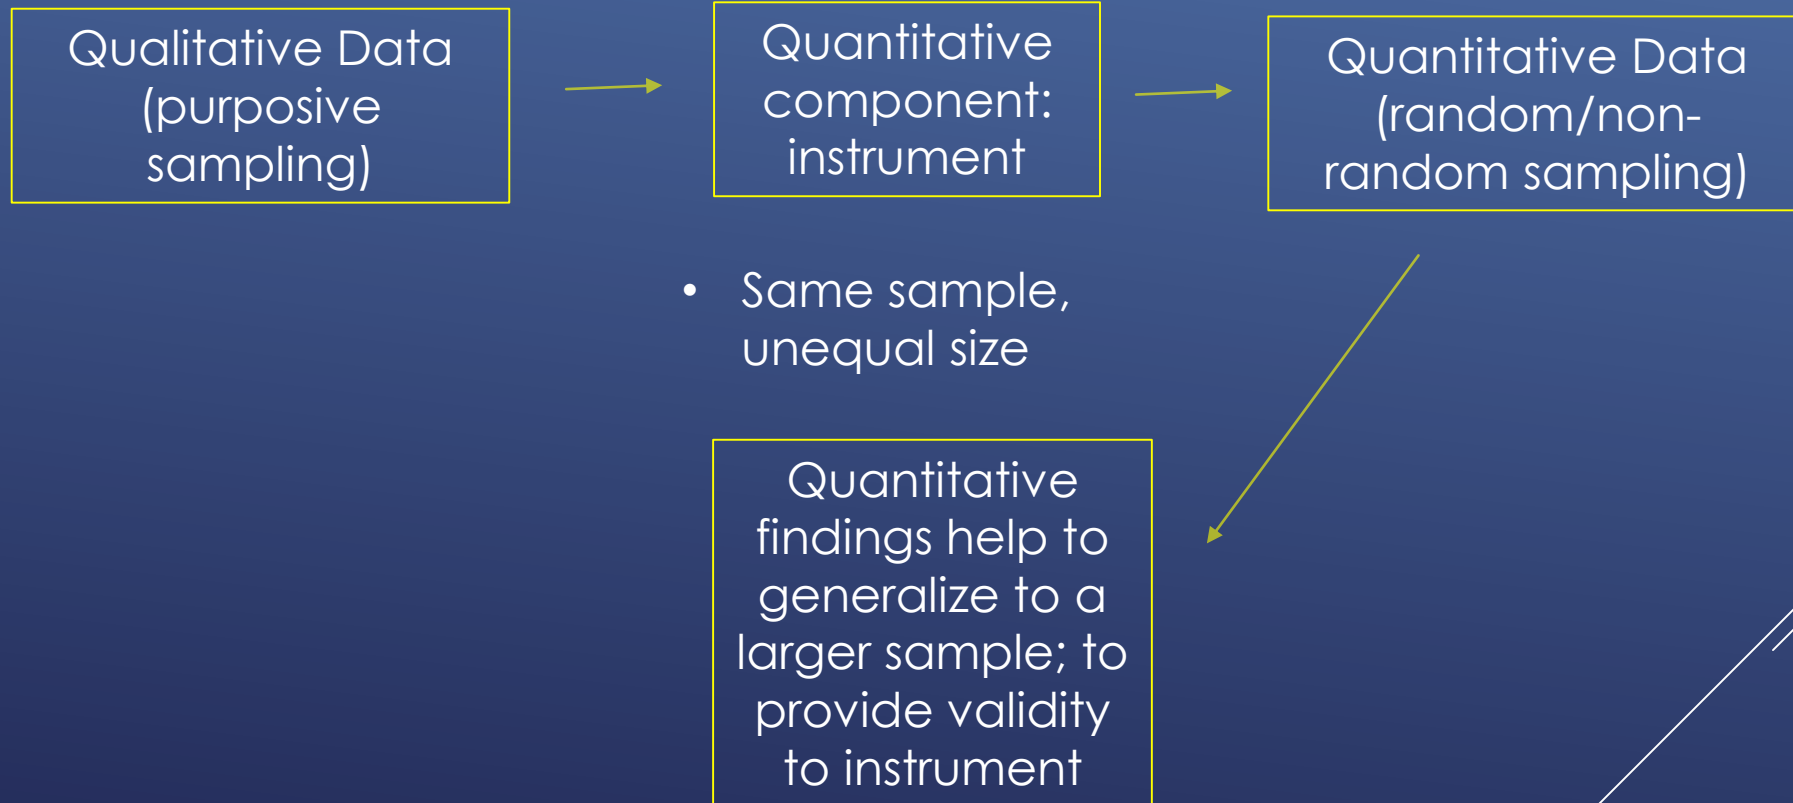 Qualitative Data
(purposive
sampling)
Quantitative
component:
instrument
Quantitative Data
(random/non-
random sampling)
• Same sample,
unequal size
Quantitative
findings help to
generalize to a
larger sample; to
provide validity
to instrument